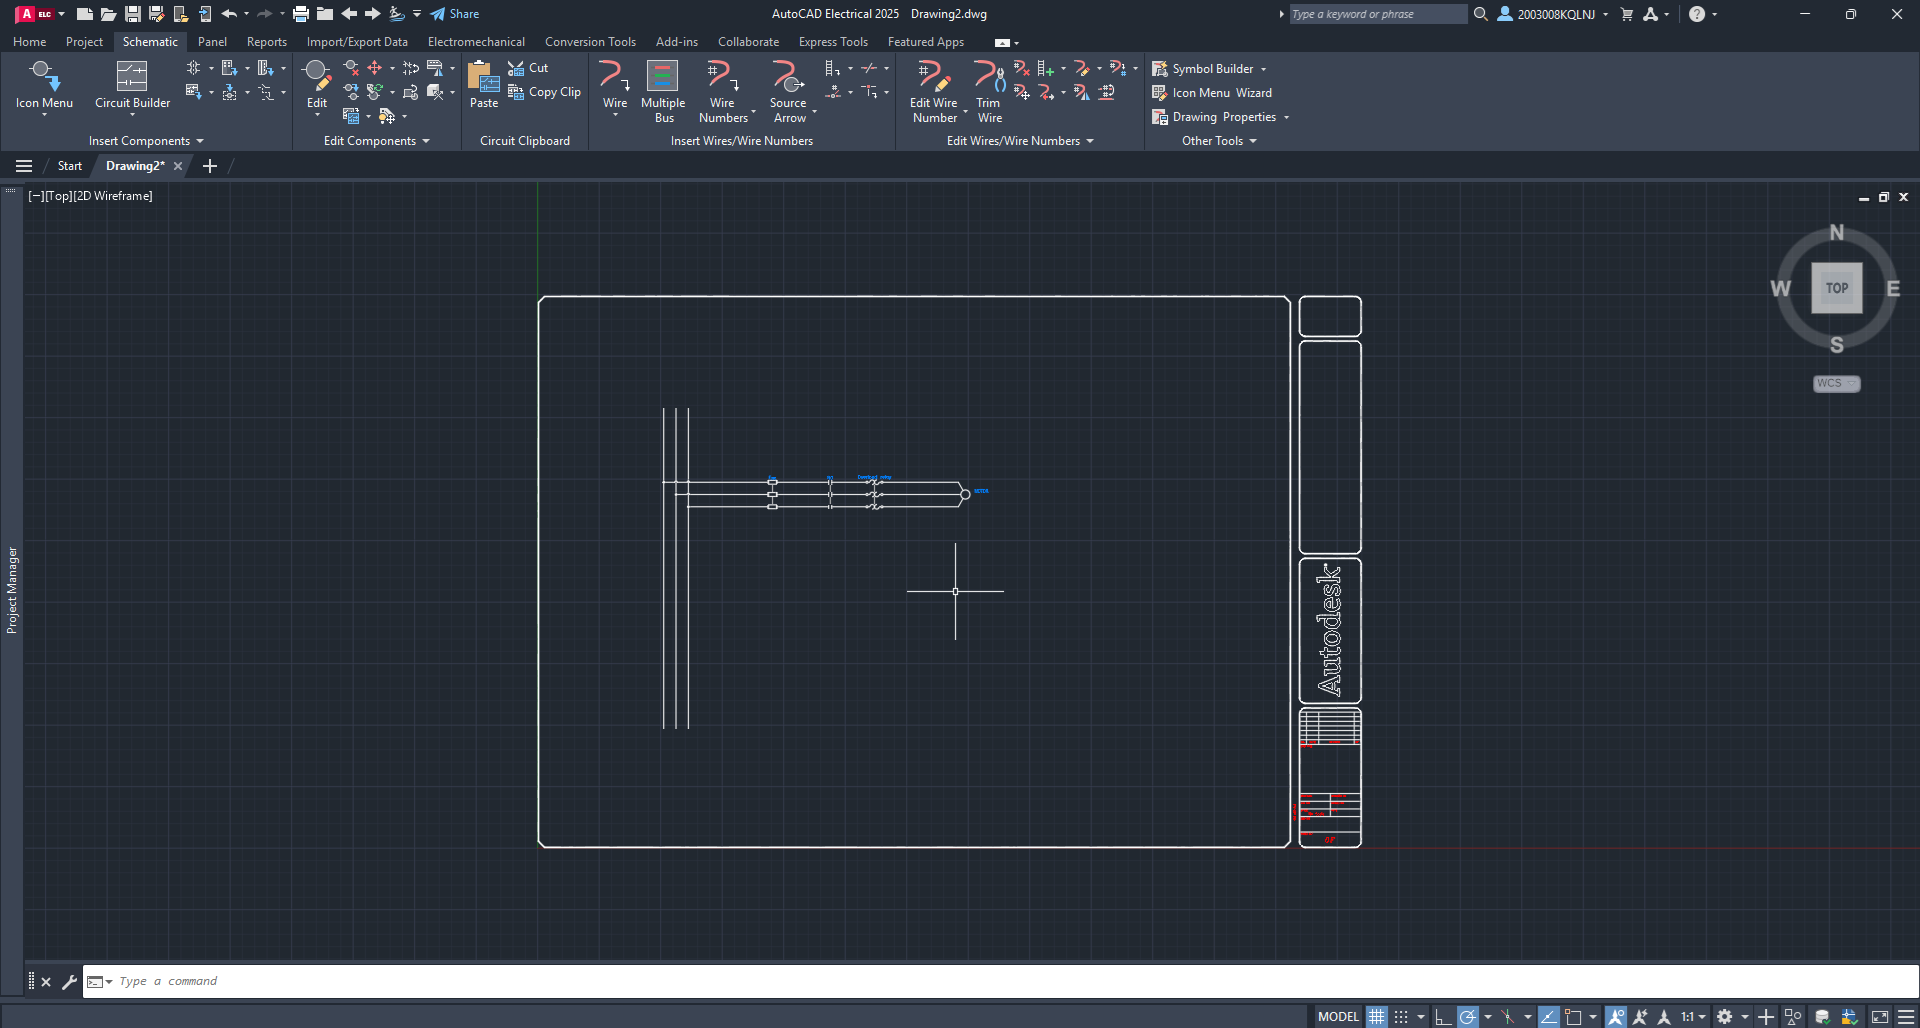 A ELC
Share
AutoCAD Electrical 2025 Drawing2.dwg
Type a keyword or phrase
2003008KQLNJ
Home Project Schematic Panel Reports Import/Export Data Electromechanical Conversion Tools Add-ins Collaborate Express Tools Featured Apps
Icon Menu
Circuit Builder
Insert Components
Edit
Edit Components
Paste
Cut
Copy Clip
Circuit Clipboard
Wire
Multiple
Bus
Wire
Numbers
Source
Arrow
Insert Wires/Wire Numbers
Edit Wire
Number
Trim
Wire
Edit Wires/Wire Numbers
Symbol Builder
Icon Menu Wizard
Drawing Properties
Other Tools
Start
Drawing2*
[−][Top][2D Wireframe]
N
W
TOP
E
S
WCS
Project Manager
MOTOR
Autodesk
Type a command
MODEL
1:1